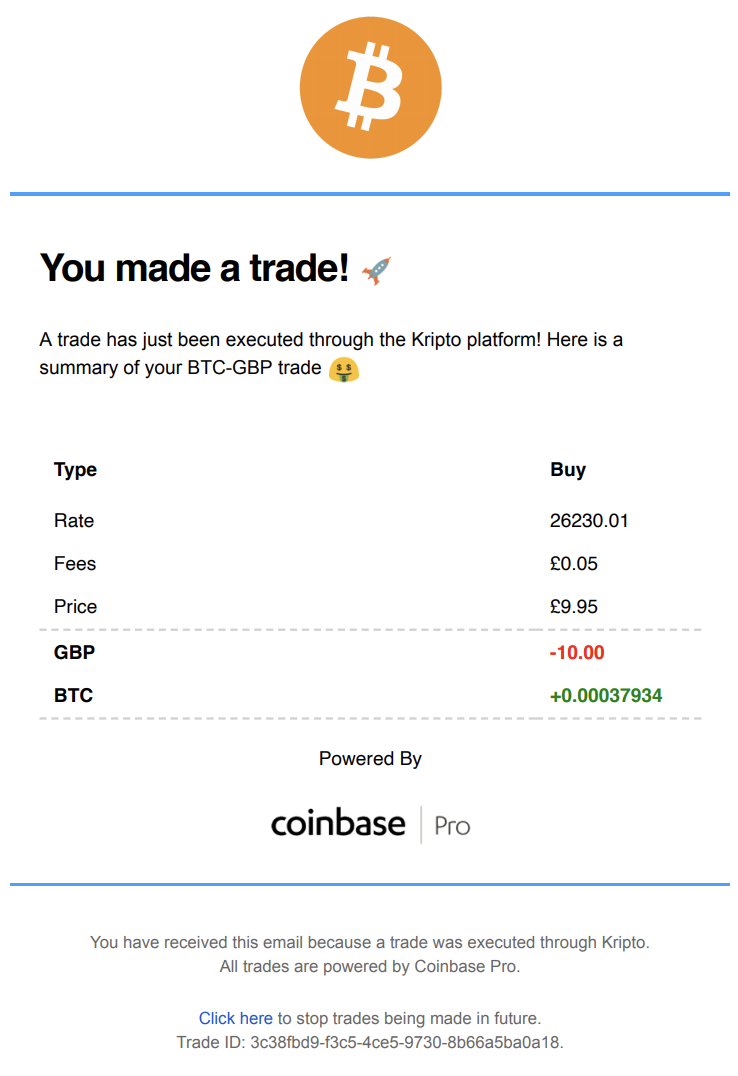 You made a trade! 🚀
A trade has just been executed through the Kripto platform! Here is a
summary of your BTC-GBP trade 🤑
Type Buy
Rate 26230.01
Fees £0.05
Price £9.95
GBP -10.00
BTC +0.00037934
Powered By
coinbase | Pro
You have received this email because a trade was executed through Kripto.
All trades are powered by Coinbase Pro.
Click here to stop trades being made in future.
Trade ID: 3c38fbd9-f3c5-4ce5-9730-8b66a5ba0a18.